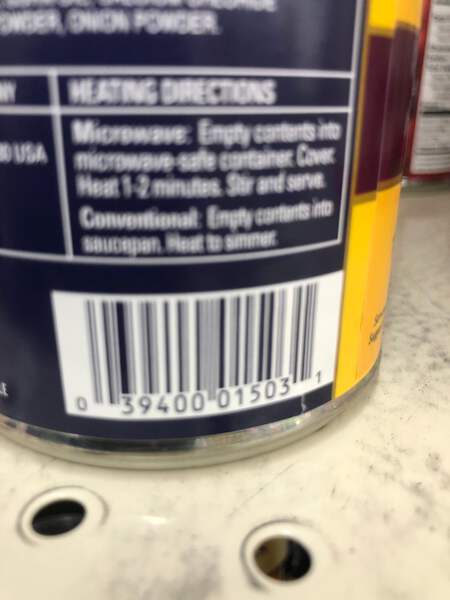 POWDER, ONION POWDER.
HEATING DIRECTIONS
USA
Microwave: Empty contents into
microwave-safe container. Cover.
Heat 1-2 minutes. Stir and serve.
Conventional: Empty contents into
saucepan. Heat to simmer.
0 39400 01503 1